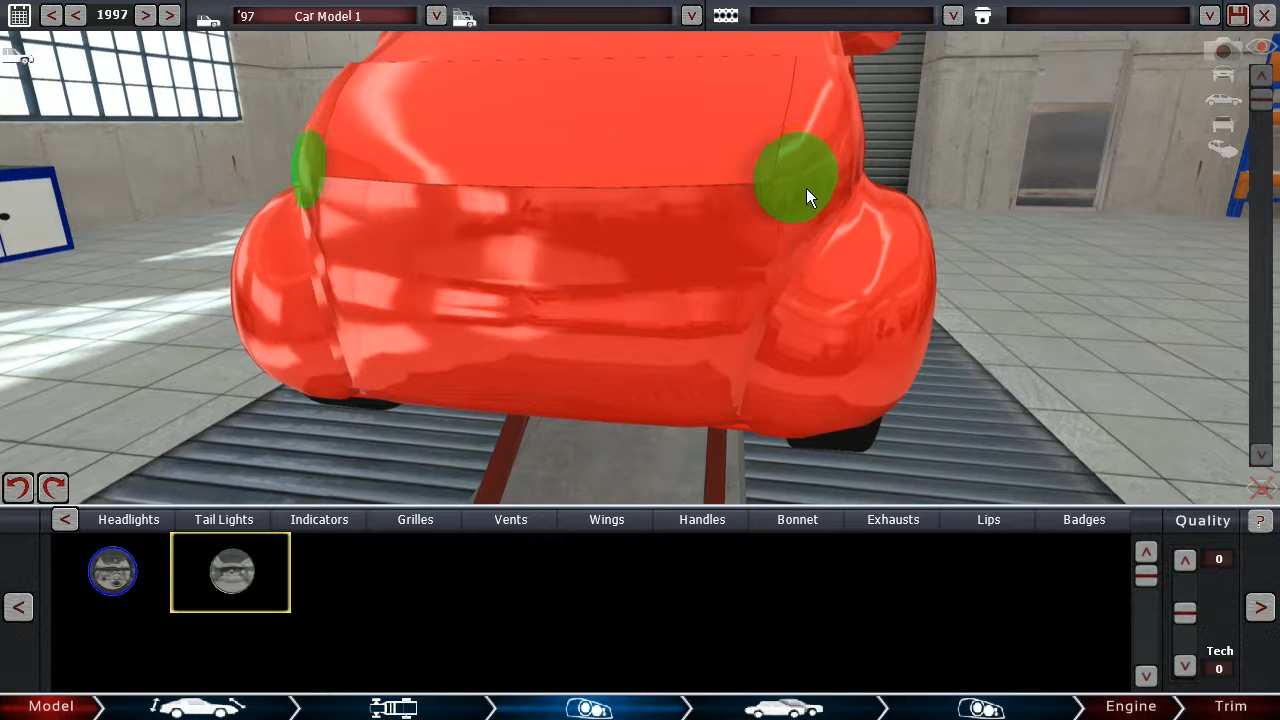 1997
'97 Car Model 1
Headlights Tail Lights Indicators Grilles Vents Wings Handles Bonnet Exhausts Lips Badges Quality ?
0
Tech
0
Model Engine Trim